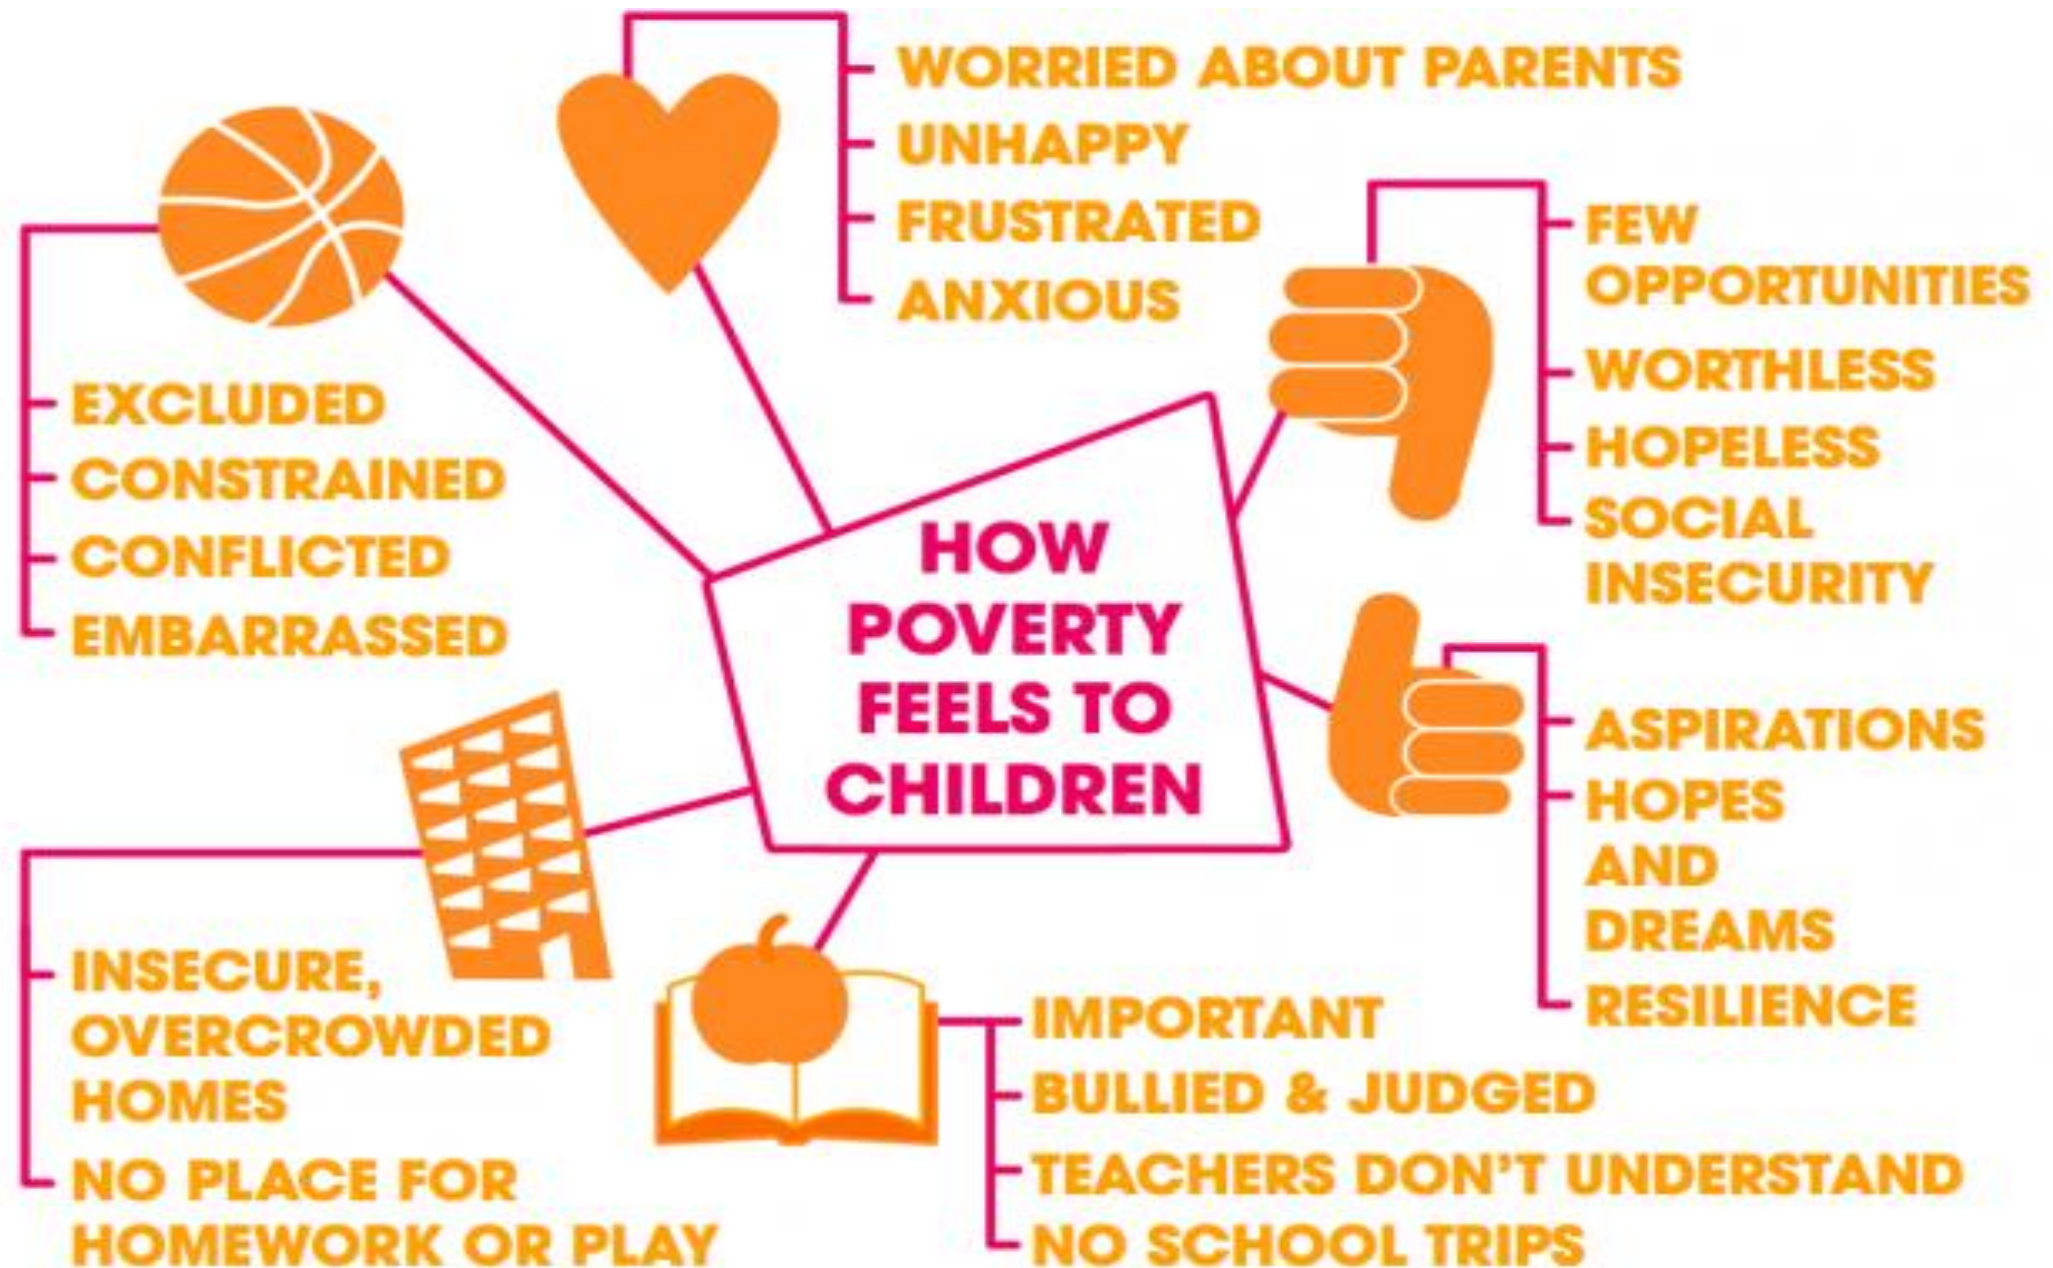 HOW
POVERTY
FEELS TO
CHILDREN
WORRIED ABOUT PARENTS
UNHAPPY
FRUSTRATED
ANXIOUS
FEW
OPPORTUNITIES
WORTHLESS
HOPELESS
SOCIAL
INSECURITY
ASPIRATIONS
HOPES
AND
DREAMS
RESILIENCE
IMPORTANT
BULLIED & JUDGED
TEACHERS DON'T UNDERSTAND
NO SCHOOL TRIPS
INSECURE,
OVERCROWDED
HOMES
NO PLACE FOR
HOMEWORK OR PLAY
EXCLUDED
CONSTRAINED
CONFLICTED
EMBARRASSED